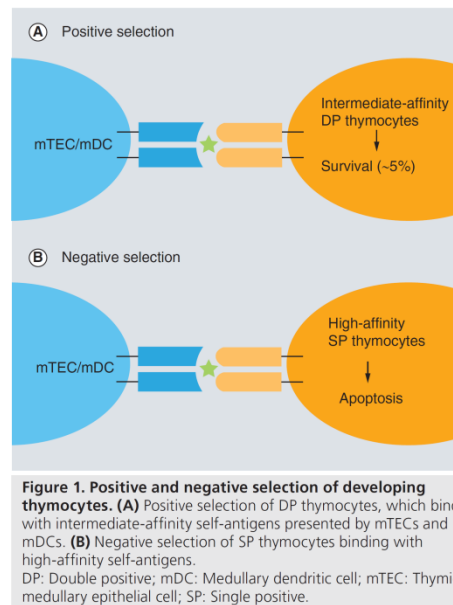 A Positive selection
mTEC/mDC
Intermediate-affinity
DP thymocytes
Survival (~5%)
B Negative selection
mTEC/mDC
High-affinity
SP thymocytes
Apoptosis
Figure 1. Positive and negative selection of developing
thymocytes. (A) Positive selection of DP thymocytes, which
with intermediate-affinity self-antigens presented by mTECs and
mDCs. (B) Negative selection of SP thymocytes binding with
high-affinity self-antigens.
DP: Double positive; mDC: Medullary dendritic cell; mTEC:
medullary epithelial cell; SP: Single positive.